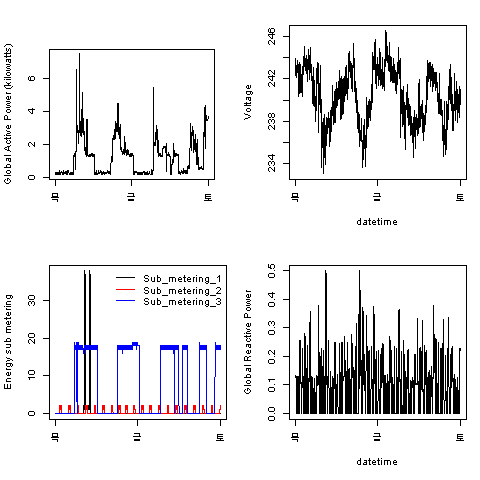 Global Active Power (kilowatts)
6
4
2
0
Voltage
246
242
238
234
datetime
Energy sub metering
30
20
10
0
Sub_metering_1
Sub_metering_2
Sub_metering_3
Global Reactive Power
0.5
0.4
0.3
0.2
0.1
0.0
datetime